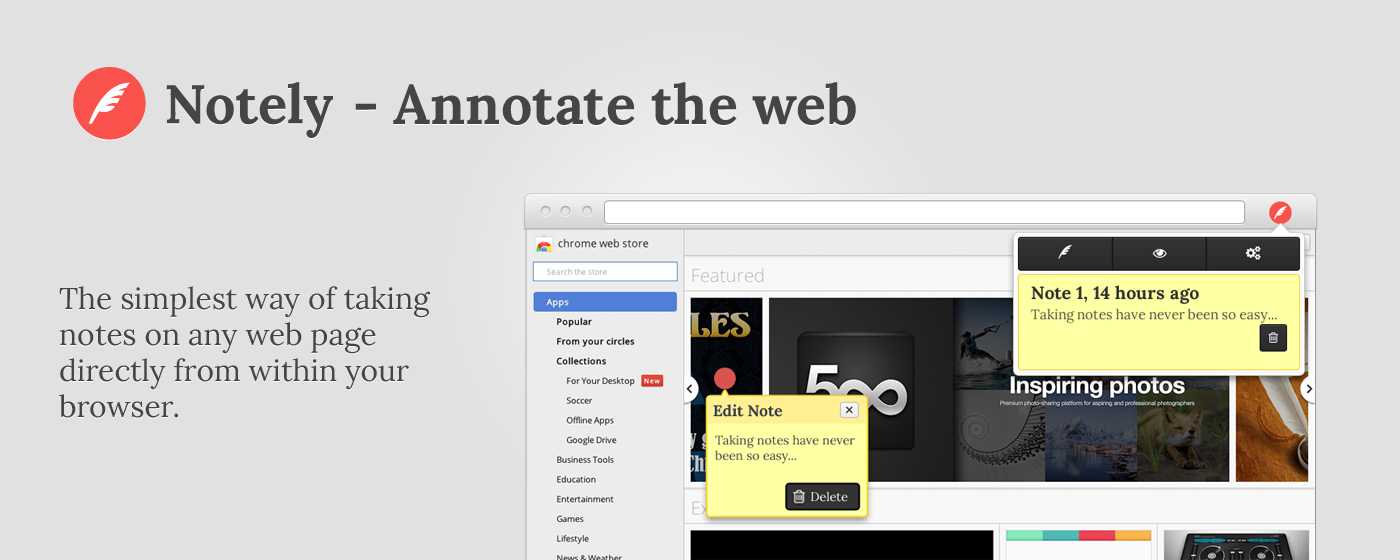 Notely - Annotate the web
The simplest way of taking
notes on any web page
directly from within your
browser.
chrome web store
Search the store
Apps
Popular
From your circles
Collections
For Your Desktop New
Soccer
Offline Apps
Google Drive
Business Tools
Education
Entertainment
Games
Lifestyle
News & Weather
Featured
LES
500
Inspiring photos
Premium photo-sharing platform for aspiring and professional photographers
Note 1, 14 hours ago
Taking notes have never been so easy...
Edit Note
Taking notes have never
been so easy...
Delete